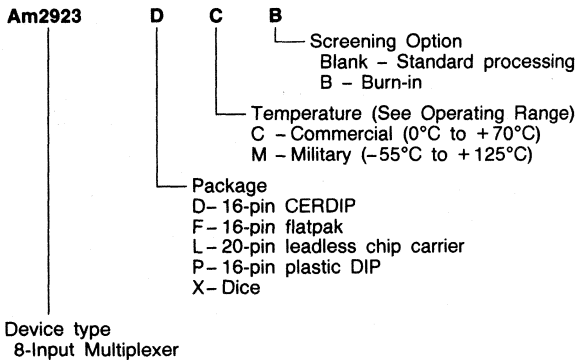 Am2923 D C B
Screening Option
Blank – Standard processing
B – Burn-in
Temperature (See Operating Range)
C – Commercial (0°C to +70°C)
M – Military (–55°C to +125°C)
Package
D– 16-pin CERDIP
F – 16-pin flatpak
L – 20-pin leadless chip carrier
P – 16-pin plastic DIP
X– Dice
Device type
8-Input Multiplexer